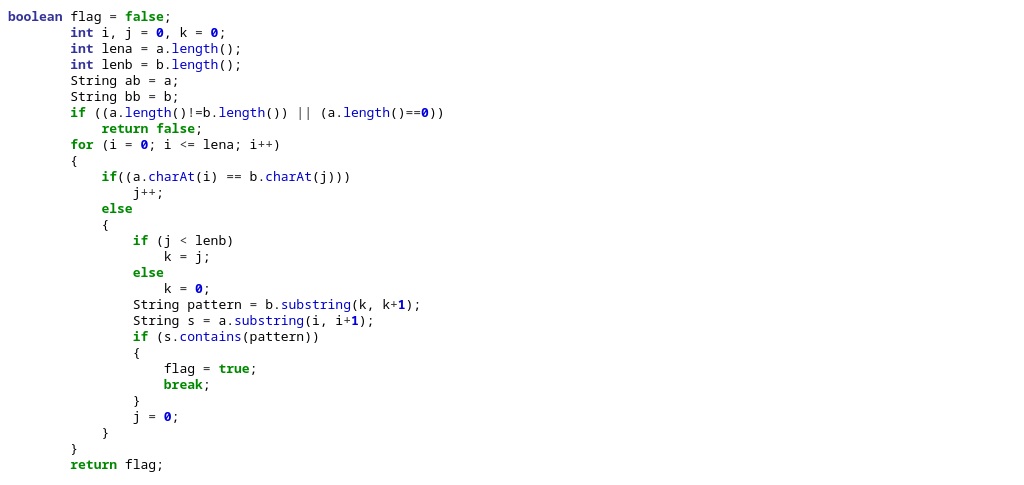 boolean flag = false;
int i, j = 0, k = 0;
int lena = a.length();
int lenb = b.length();
String ab = a;
String bb = b;
if ((a.length()!=b.length()) || (a.length()==0))
return false;
for (i = 0; i <= lena; i++)
{
if((a.charAt(i) == b.charAt(j)))
j++;
else
{
if (j < lenb)
k = j;
else
k = 0;
String pattern = b.substring(k, k+1);
String s = a.substring(i, i+1);
if (s.contains(pattern))
{
flag = true;
break;
}
j = 0;
}
}
return flag;